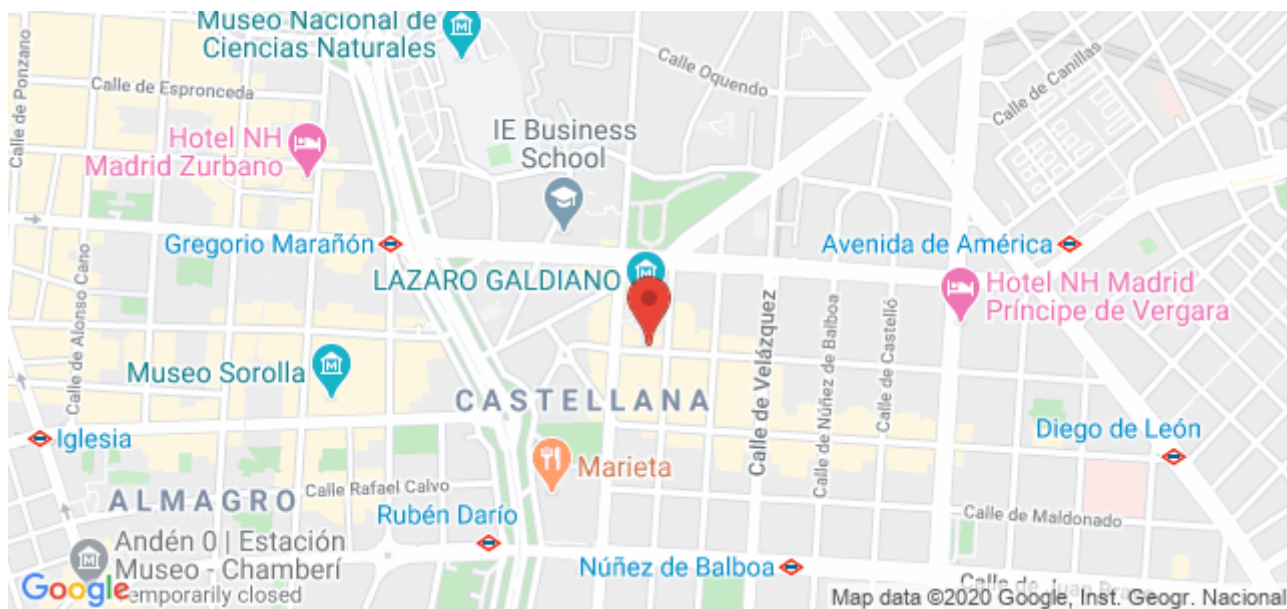 Museo Nacional de
Ciencias Naturales
Calle Oquendo
Calle de Canillas
Calle de Ponzano
Calle de Espronceda
IE Business
School
Hotel NH
Madrid Zurbano
Gregorio Marañón
Avenida de América
LAZARO GALDIANO
Hotel NH Madrid
Príncipe de Vergara
Calle de Alonso Cano
Calle de Velázquez
Calle de Núñez de Balboa
Calle de Castelló
Museo Sorolla
CASTELLANA
Iglesia
Diego de León
Marieta
Calle Rafael Calvo
ALMAGRO
Rubén Darío
Calle de Maldonado
Andén 0 | Estación
Museo - Chamberí
Temporarily closed
Núñez de Balboa
Calle de Juan
Google
Map data ©2020 Google, Inst. Geogr. Nacional